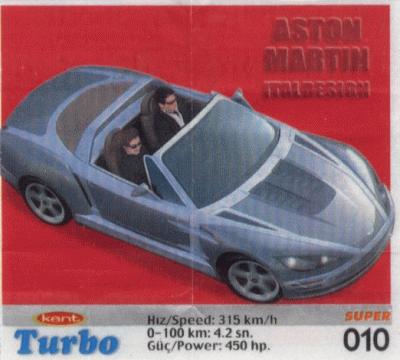 ASTON
MARTIN
ITALDESIGN
kent
Turbo
Hız/Speed: 315 km/h
0-100 km: 4.2 sn.
Güç/Power: 450 hp.
SUPER
010